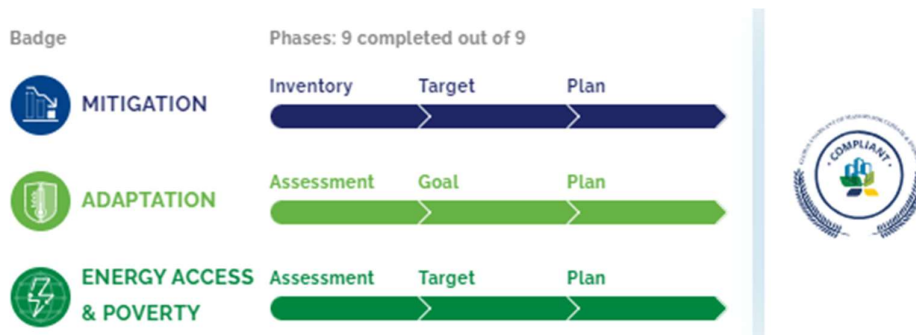 Badge
Phases: 9 completed out of 9
MITIGATION
Inventory
Target
Plan
ADAPTATION
Assessment
Goal
Plan
ENERGY ACCESS
& POVERTY
Assessment
Target
Plan
COMPLIANT